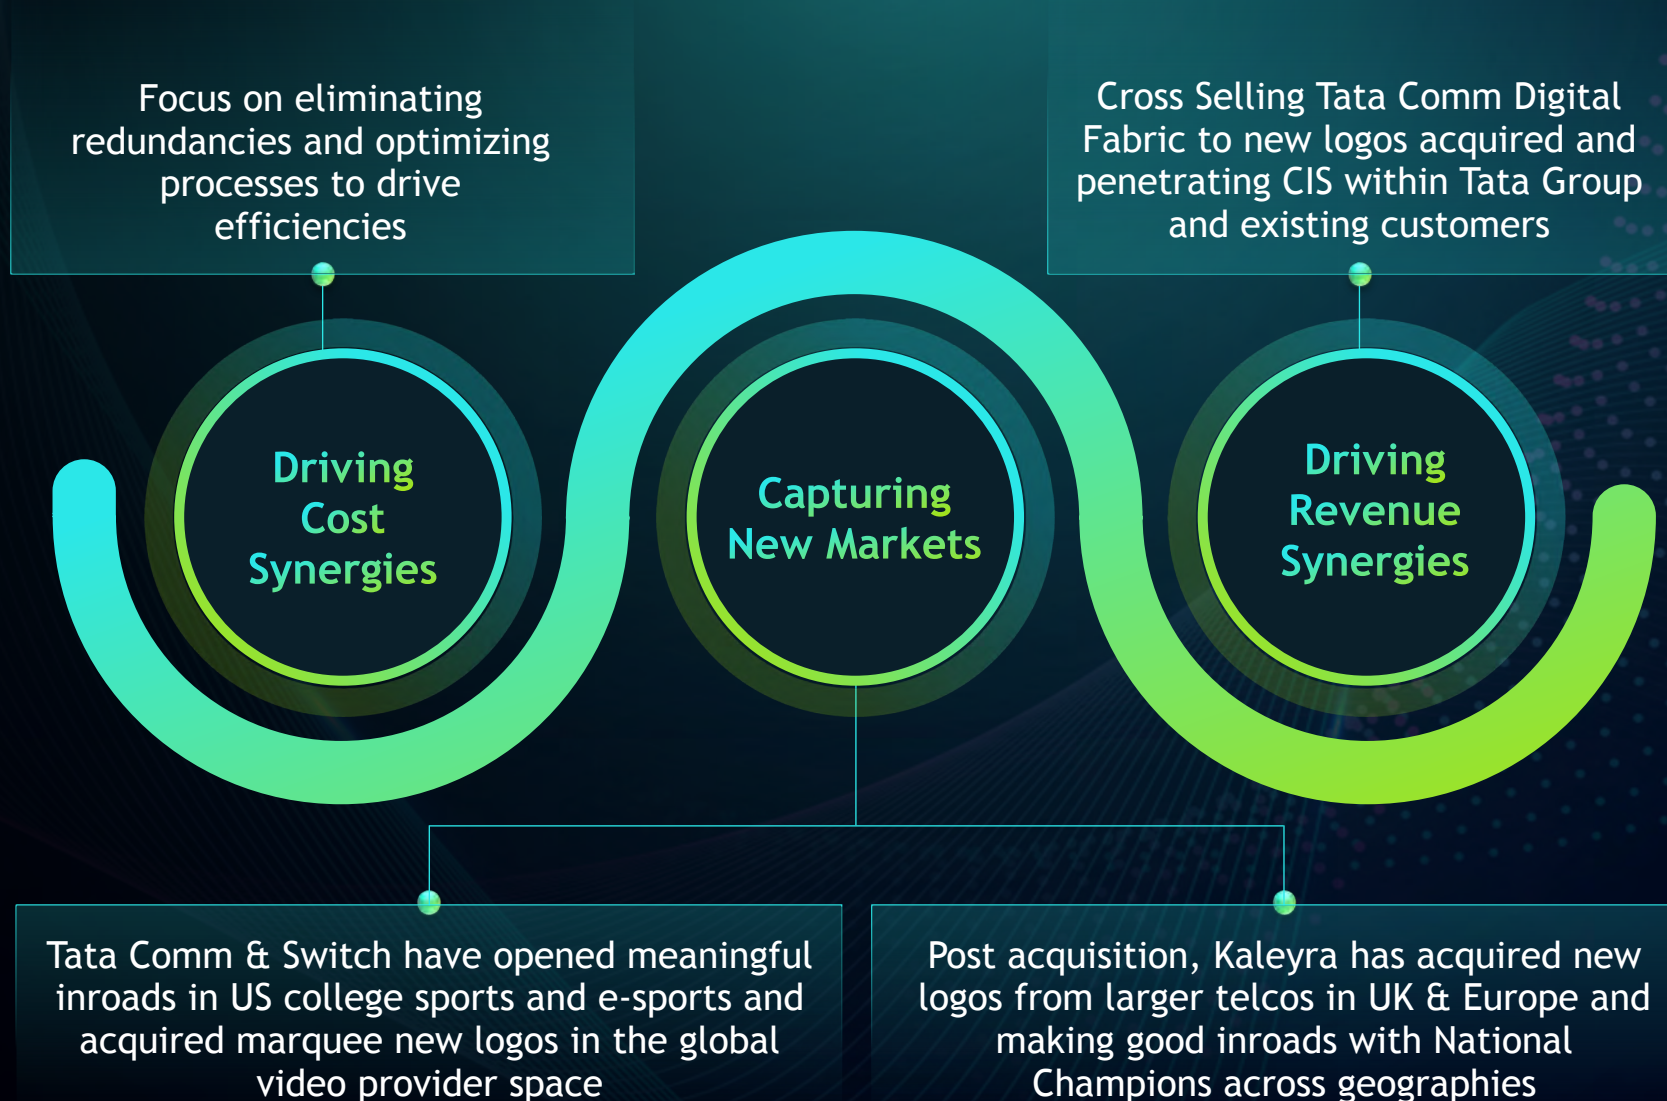 Focus on eliminating
redundancies and optimizing
processes to drive
efficiencies
Cross Selling Tata Comm Digital
Fabric to new logos acquired and
penetrating CIS within Tata Group
and existing customers
Driving
Cost
Synergies
Capturing
New Markets
Driving
Revenue
Synergies
Tata Comm & Switch have opened meaningful
inroads in US college sports and e-sports and
acquired marquee new logos in the global
video provider space
Post acquisition, Kaleyra has acquired new
logos from larger telcos in UK & Europe and
making good inroads with National
Champions across geographies